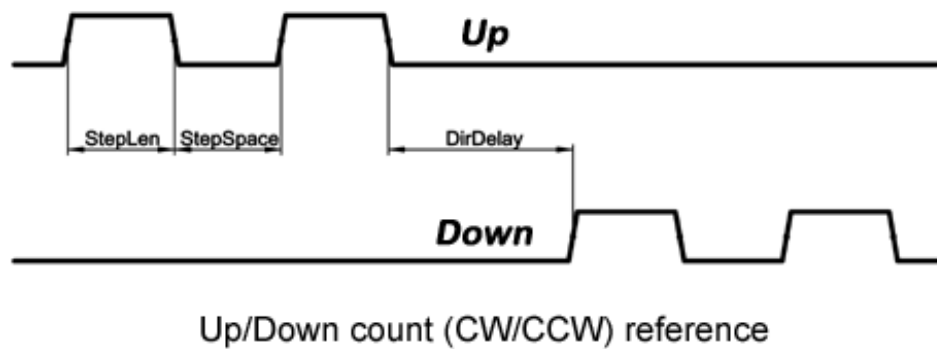 Up
StepLen StepSpace DirDelay
Down
Up/Down count (CW/CCW) reference